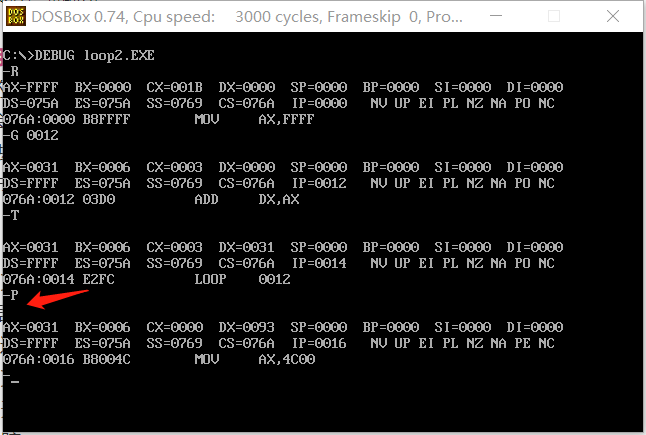 DOSBox 0.74, Cpu speed: 3000 cycles, Frameskip 0, Pro...
C:\>DEBUG loop2.EXE
-R
AX=FFFF BX=0000 CX=001B DX=0000 SP=0000 BP=0000 SI=0000 DI=0000
DS=075A ES=075A SS=0769 CS=076A IP=0000 NV UP EI PL NZ NA PO NC
076A:0000 B8FFFF MOV AX,FFFF
-G 0012
AX=0031 BX=0006 CX=0003 DX=0000 SP=0000 BP=0000 SI=0000 DI=0000
DS=FFFF ES=075A SS=0769 CS=076A IP=0012 NV UP EI PL NZ NA PO NC
076A:0012 03D0 ADD DX,AX
-T
AX=0031 BX=0006 CX=0003 DX=0031 SP=0000 BP=0000 SI=0000 DI=0000
DS=FFFF ES=075A SS=0769 CS=076A IP=0014 NV UP EI PL NZ NA PO NC
076A:0014 E2FC LOOP 0012
-P
AX=0031 BX=0006 CX=0000 DX=0093 SP=0000 BP=0000 SI=0000 DI=0000
DS=FFFF ES=075A SS=0769 CS=076A IP=0016 NV UP EI PL NZ NA PE NC
076A:0016 B8004C MOV AX,4C00
-_